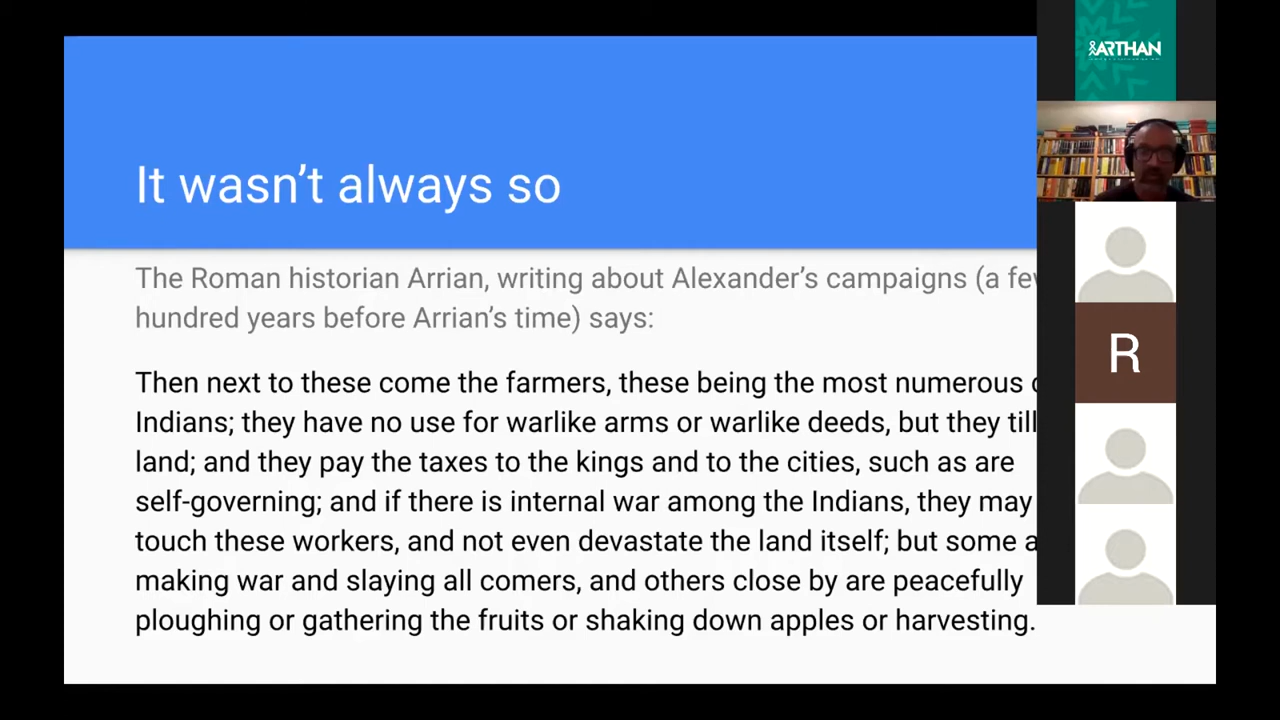 It wasn't always so
The Roman historian Arrian, writing about Alexander's campaigns (a few
hundred years before Arrian's time) says:
Then next to these come the farmers, these being the most numerous
Indians; they have no use for warlike arms or warlike deeds, but they till
land; and they pay the taxes to the kings and to the cities, such as are
self-governing; and if there is internal war among the Indians, they may
touch these workers, and not even devastate the land itself; but some
making war and slaying all comers, and others close by are peacefully
ploughing or gathering the fruits or shaking down apples or harvesting.
ARTHAN
R